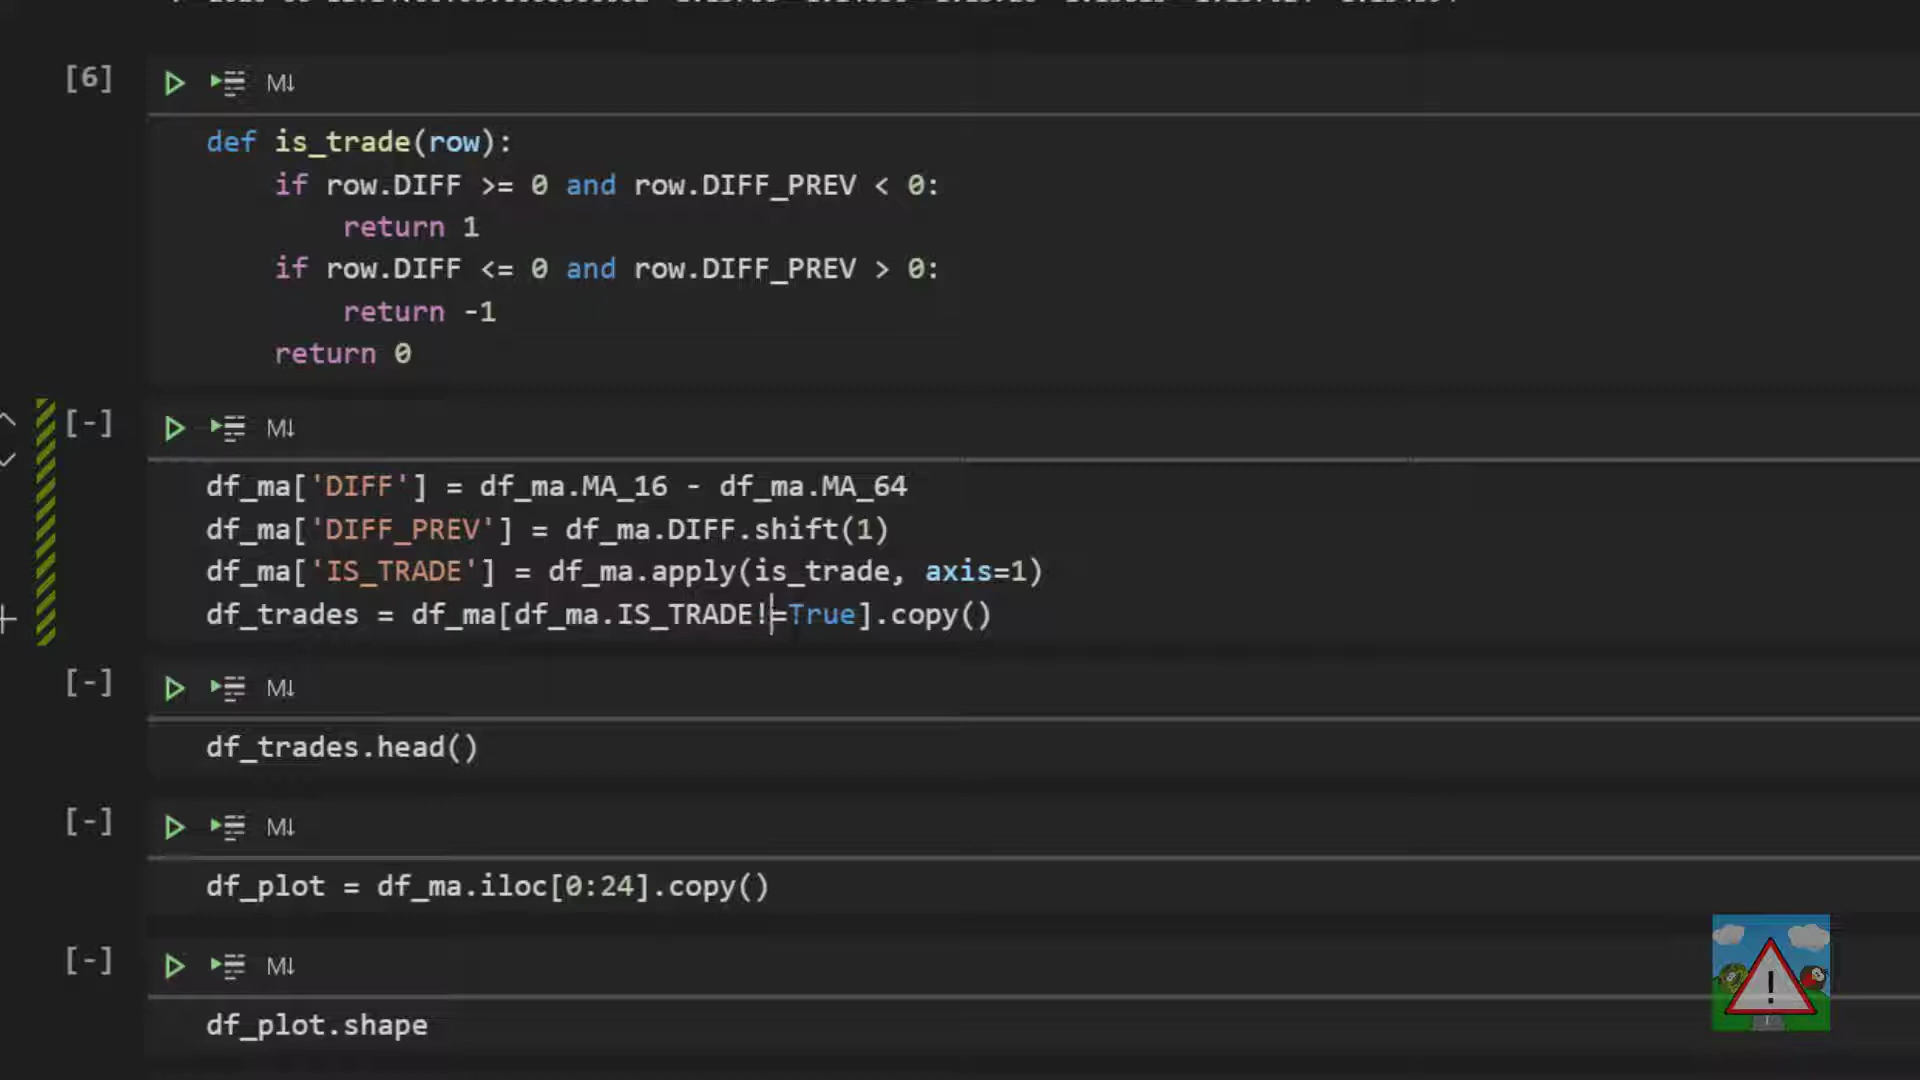 [6]
M↓
def is_trade(row):
    if row.DIFF >= 0 and row.DIFF_PREV < 0:
        return 1
    if row.DIFF <= 0 and row.DIFF_PREV > 0:
        return -1
    return 0
[-]
M↓
df_ma['DIFF'] = df_ma.MA_16 - df_ma.MA_64
df_ma['DIFF_PREV'] = df_ma.DIFF.shift(1)
df_ma['IS_TRADE'] = df_ma.apply(is_trade, axis=1)
df_trades = df_ma[df_ma.IS_TRADE!=True].copy()
[-]
M↓
df_trades.head()
[-]
M↓
df_plot = df_ma.iloc[0:24].copy()
[-]
M↓
df_plot.shape